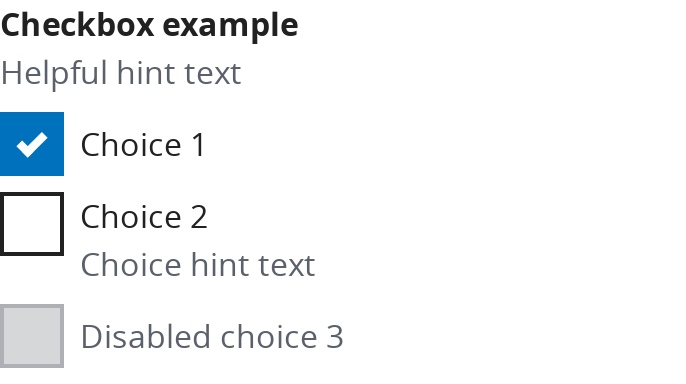 Checkbox example
Helpful hint text
Choice 1
Choice 2
Choice hint text
Disabled choice 3